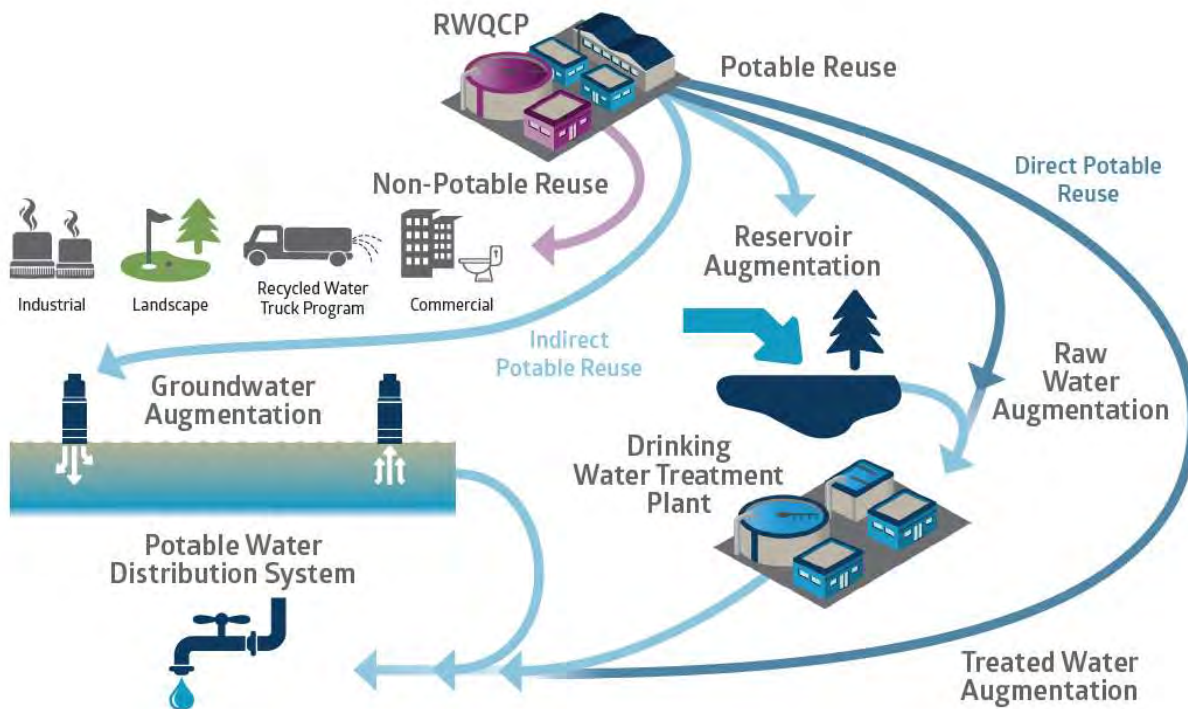 RWQCP
Potable Reuse
Direct Potable
Reuse
Non-Potable Reuse
Industrial
Landscape
Recycled Water
Truck Program
Commercial
Reservoir
Augmentation
Indirect
Potable Reuse
Raw
Water
Augmentation
Groundwater
Augmentation
Drinking
Water Treatment
Plant
Potable Water
Distribution System
Treated Water
Augmentation